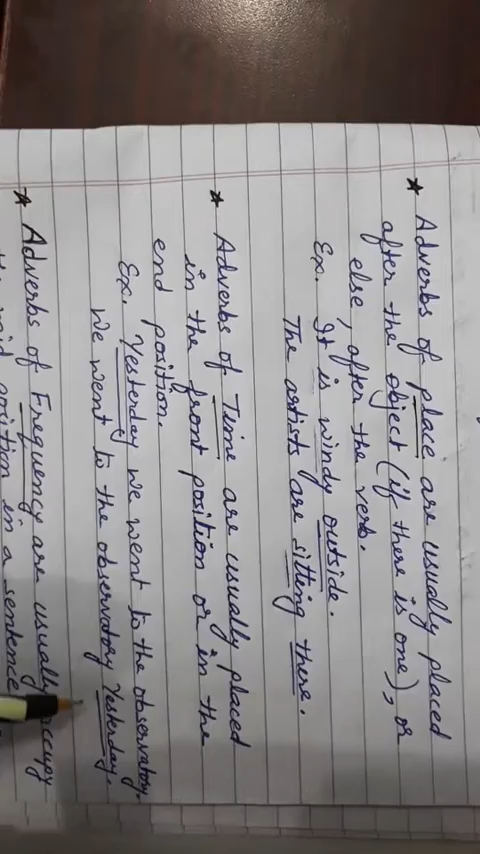 ★ Adverbs of place are usually placed
after the object (if there is one), or
else, after the verb.
Ex. It is windy outside.
The artists are sitting there.
★ Adverbs of Time are usually placed
in the front position or in the
end position.
Ex. Yesterday we went to the observatory.
We went to the observatory Yesterday.
★ Adverbs of Frequency are usually occupy
the mid position in a sentence